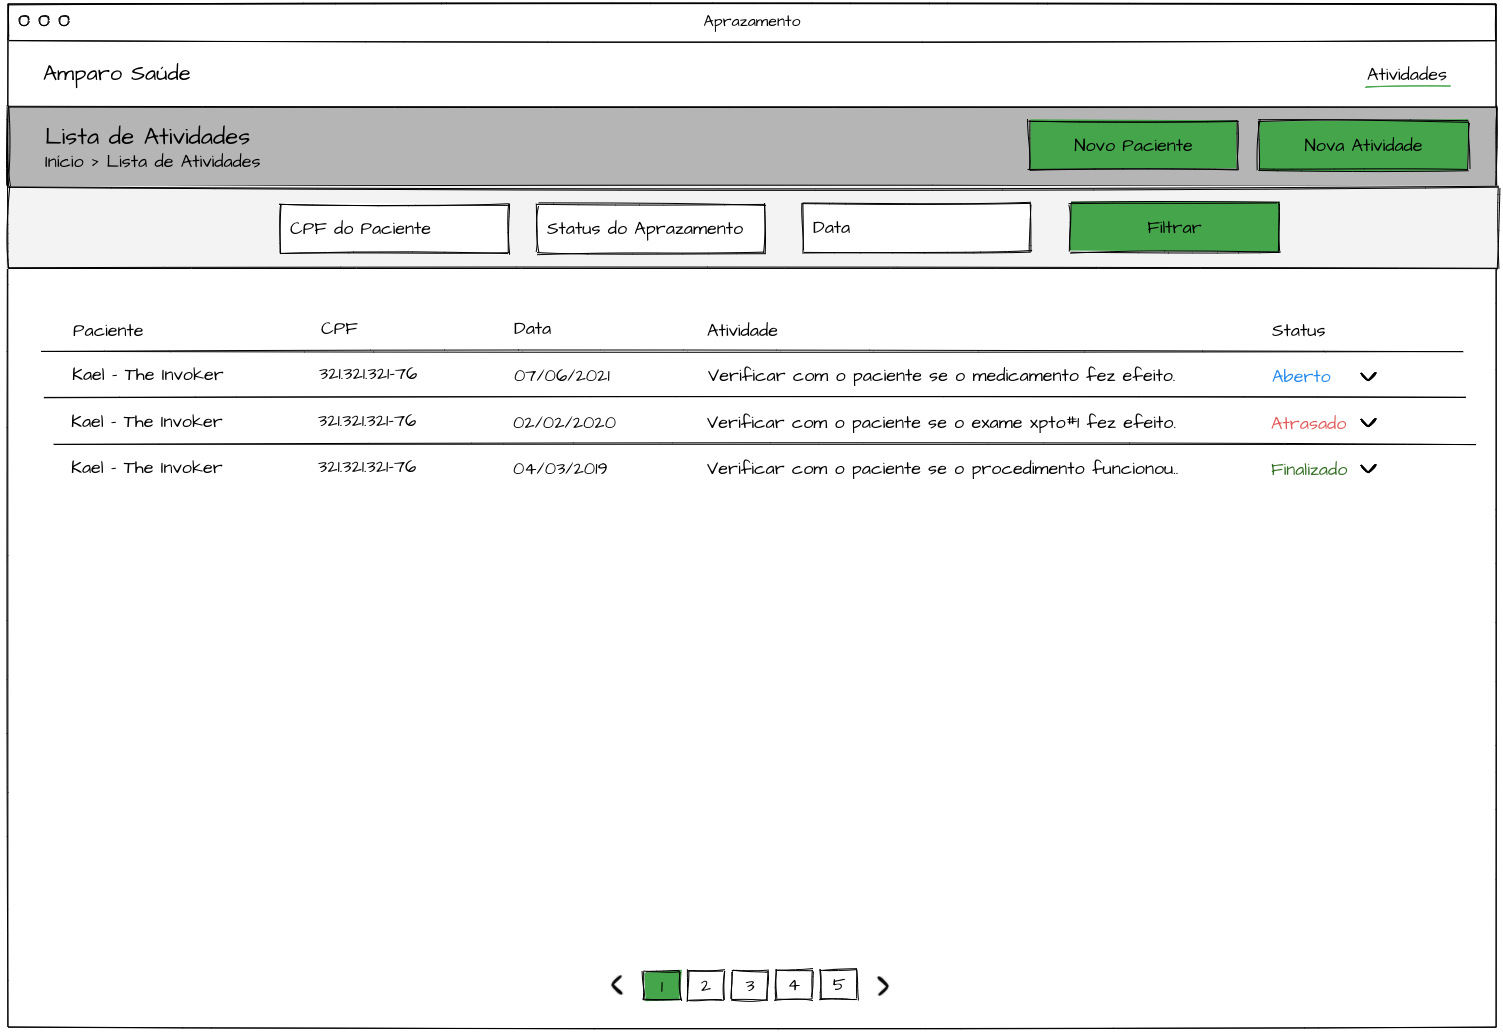 Aprazamento
Amparo Saúde Atividades
Lista de Atividades
Início > Lista de Atividades
Novo Paciente Nova Atividade
CPF do Paciente Status do Aprazamento Data Filtrar
Paciente CPF Data Atividade Status
Kael - The Invoker 321.321.321-76 07/06/2021 Verificar com o paciente se o medicamento fez efeito. Aberto
Kael - The Invoker 321.321.321-76 02/02/2020 Verificar com o paciente se o exame xpto#1 fez efeito. Atrasado
Kael - The Invoker 321.321.321-76 04/03/2019 Verificar com o paciente se o procedimento funcionou.. Finalizado
1 2 3 4 5